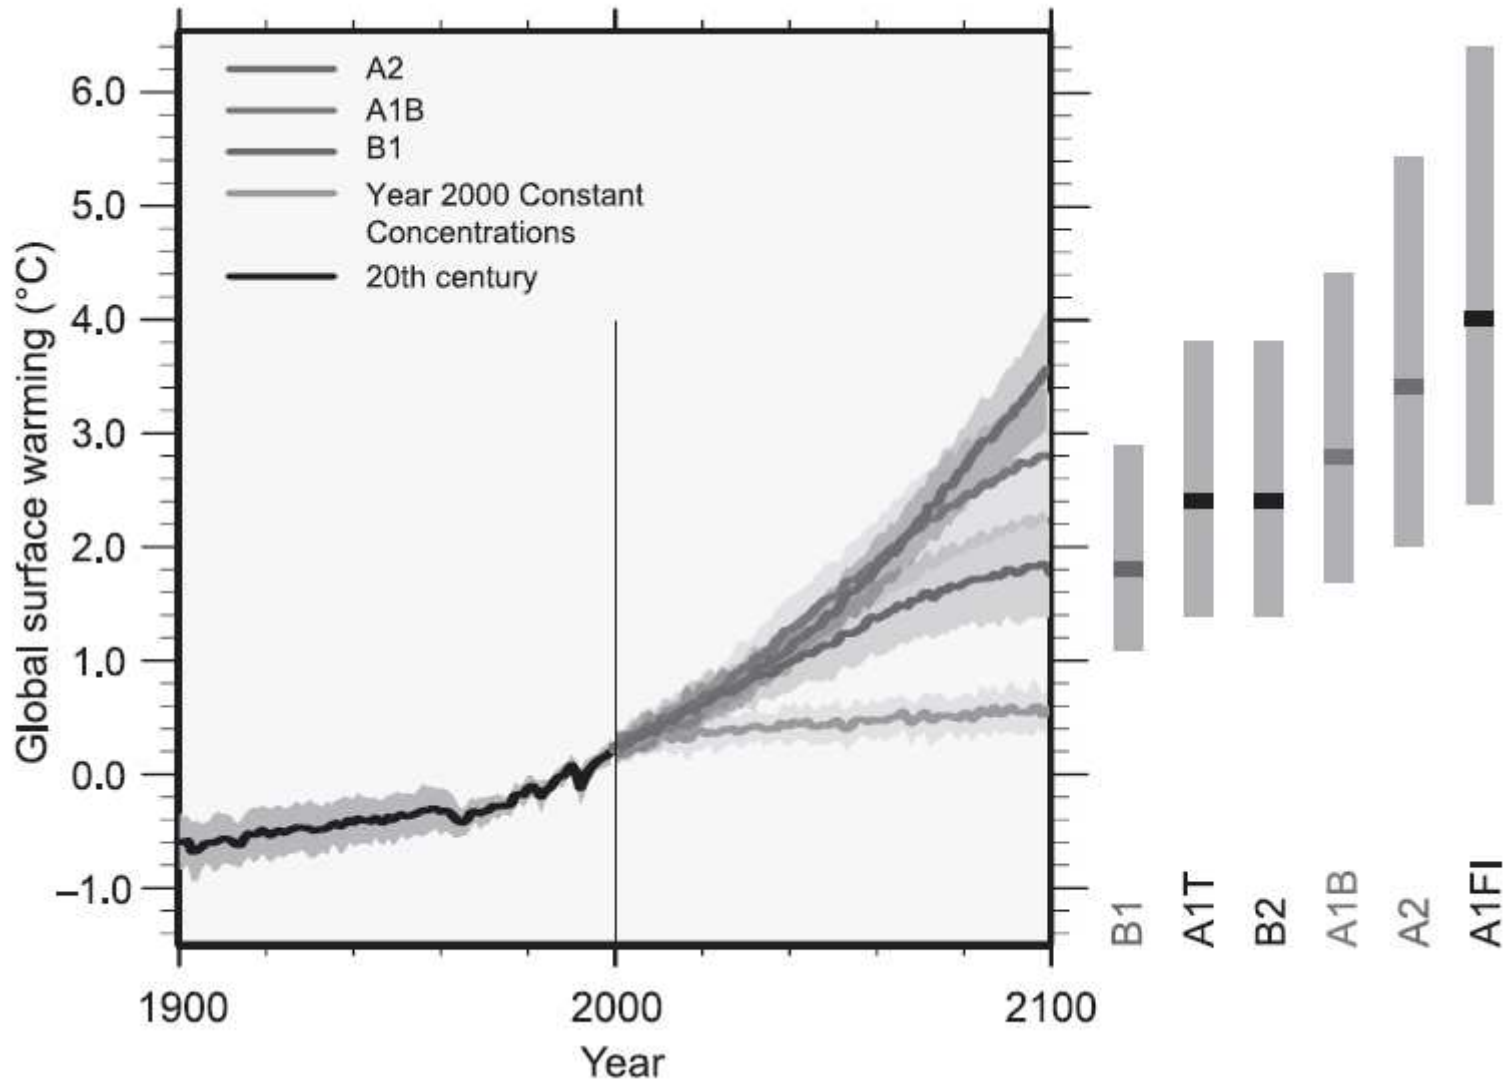 A2
A1B
B1
Year 2000 Constant
Concentrations
20th century
Global surface warming (°C)
6.0
5.0
4.0
3.0
2.0
1.0
0.0
–1.0
1900
2000
2100
Year
B1
A1T
B2
A1B
A2
A1FI